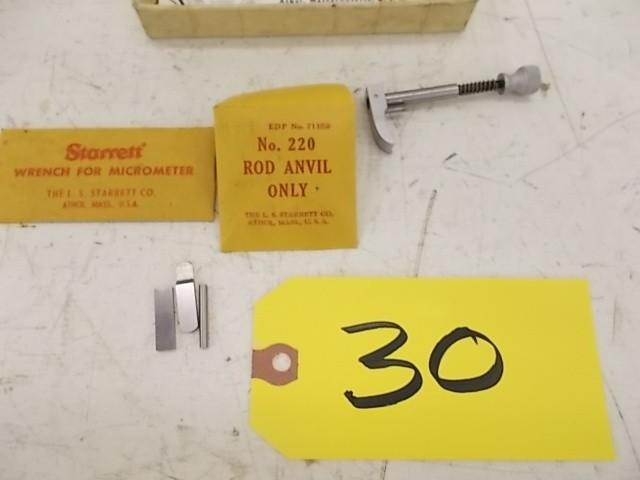 Starrett
WRENCH FOR MICROMETER
THE L. S. STARRETT CO.
ATHOL, MASS., U.S.A.
EDP No. 71169
No. 220
ROD ANVIL
ONLY
THE L. S. STARRETT CO.
ATHOL, MASS., U.S.A.
30